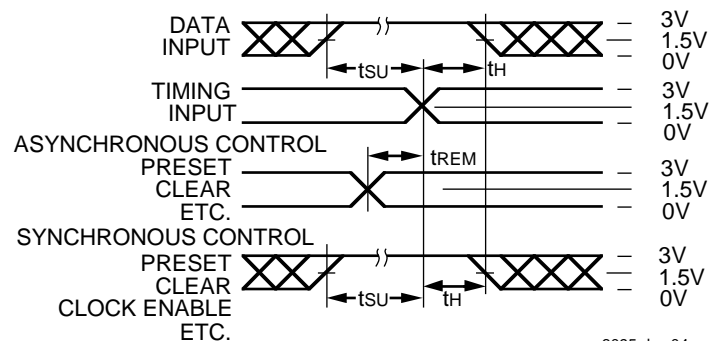 DATA
INPUT
3V
1.5V
0V
tSU
tH
TIMING
INPUT
3V
1.5V
0V
ASYNCHRONOUS CONTROL
PRESET
CLEAR
ETC.
tREM
3V
1.5V
0V
SYNCHRONOUS CONTROL
PRESET
CLEAR
CLOCK ENABLE
ETC.
tSU
tH
3V
1.5V
0V